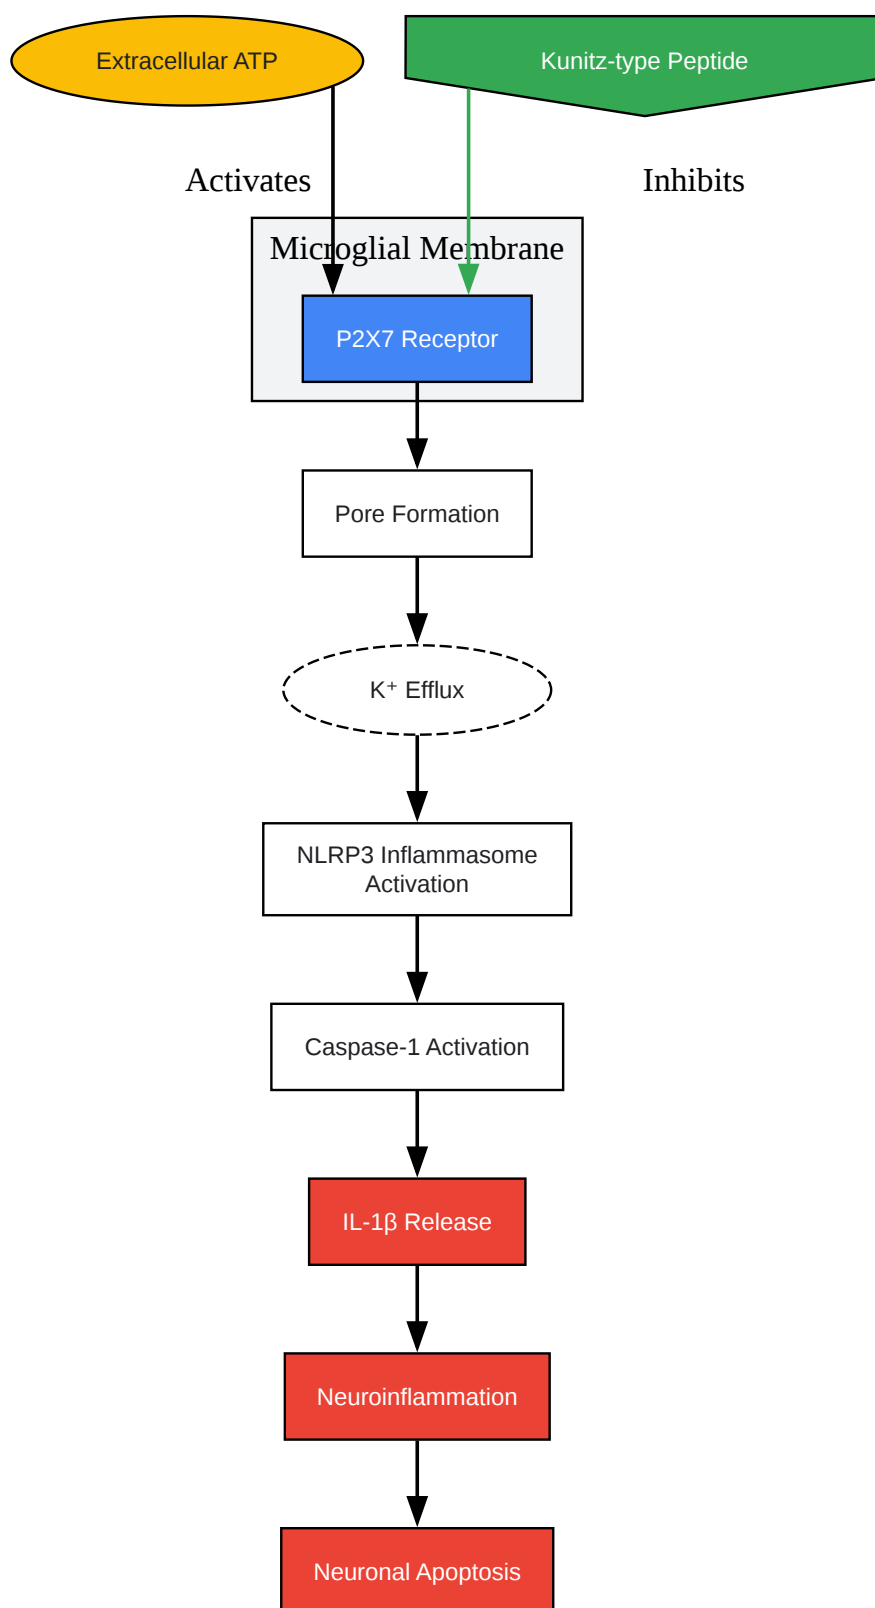 Extracellular ATP
Kunitz-type Peptide
Activates
Inhibits
Microglial Membrane
P2X7 Receptor
Pore Formation
K⁺ Efflux
NLRP3 Inflammasome
Activation
Caspase-1 Activation
IL-1β Release
Neuroinflammation
Neuronal Apoptosis